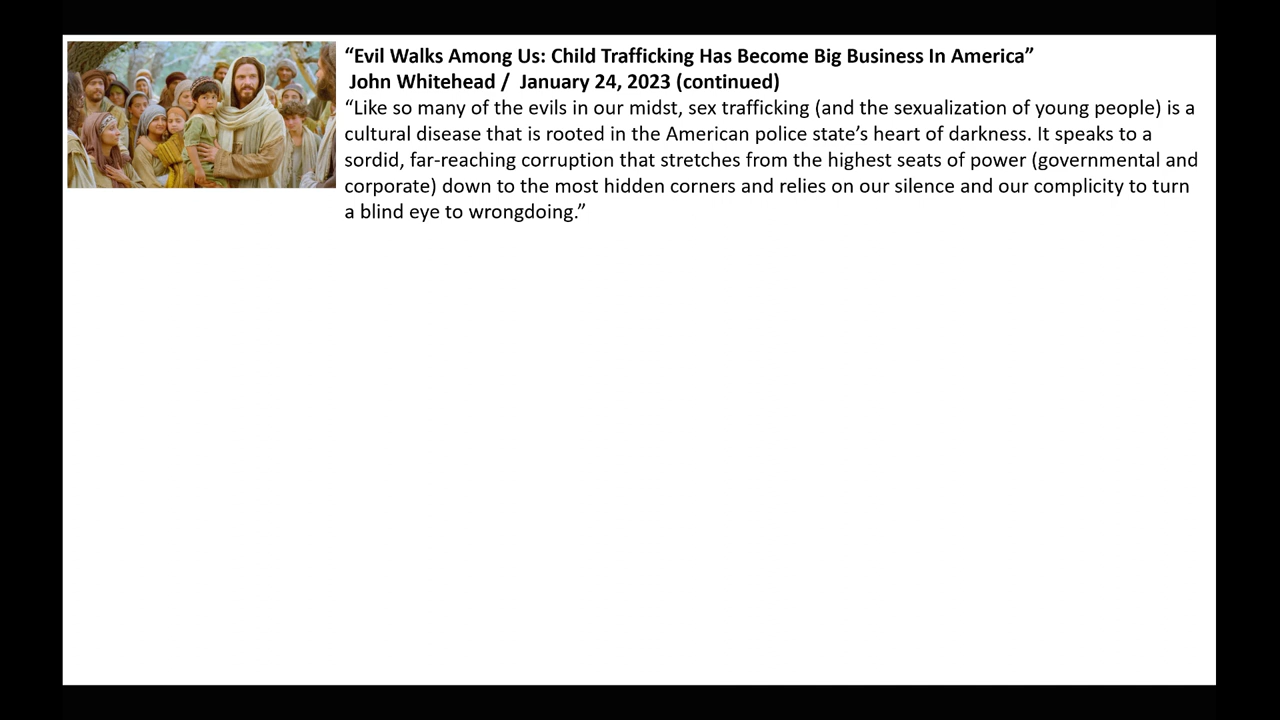 “Evil Walks Among Us: Child Trafficking Has Become Big Business In America”
John Whitehead / January 24, 2023 (continued)
“Like so many of the evils in our midst, sex trafficking (and the sexualization of young people) is a
cultural disease that is rooted in the American police state’s heart of darkness. It speaks to a
sordid, far-reaching corruption that stretches from the highest seats of power (governmental and
corporate) down to the most hidden corners and relies on our silence and our complicity to turn
a blind eye to wrongdoing.”